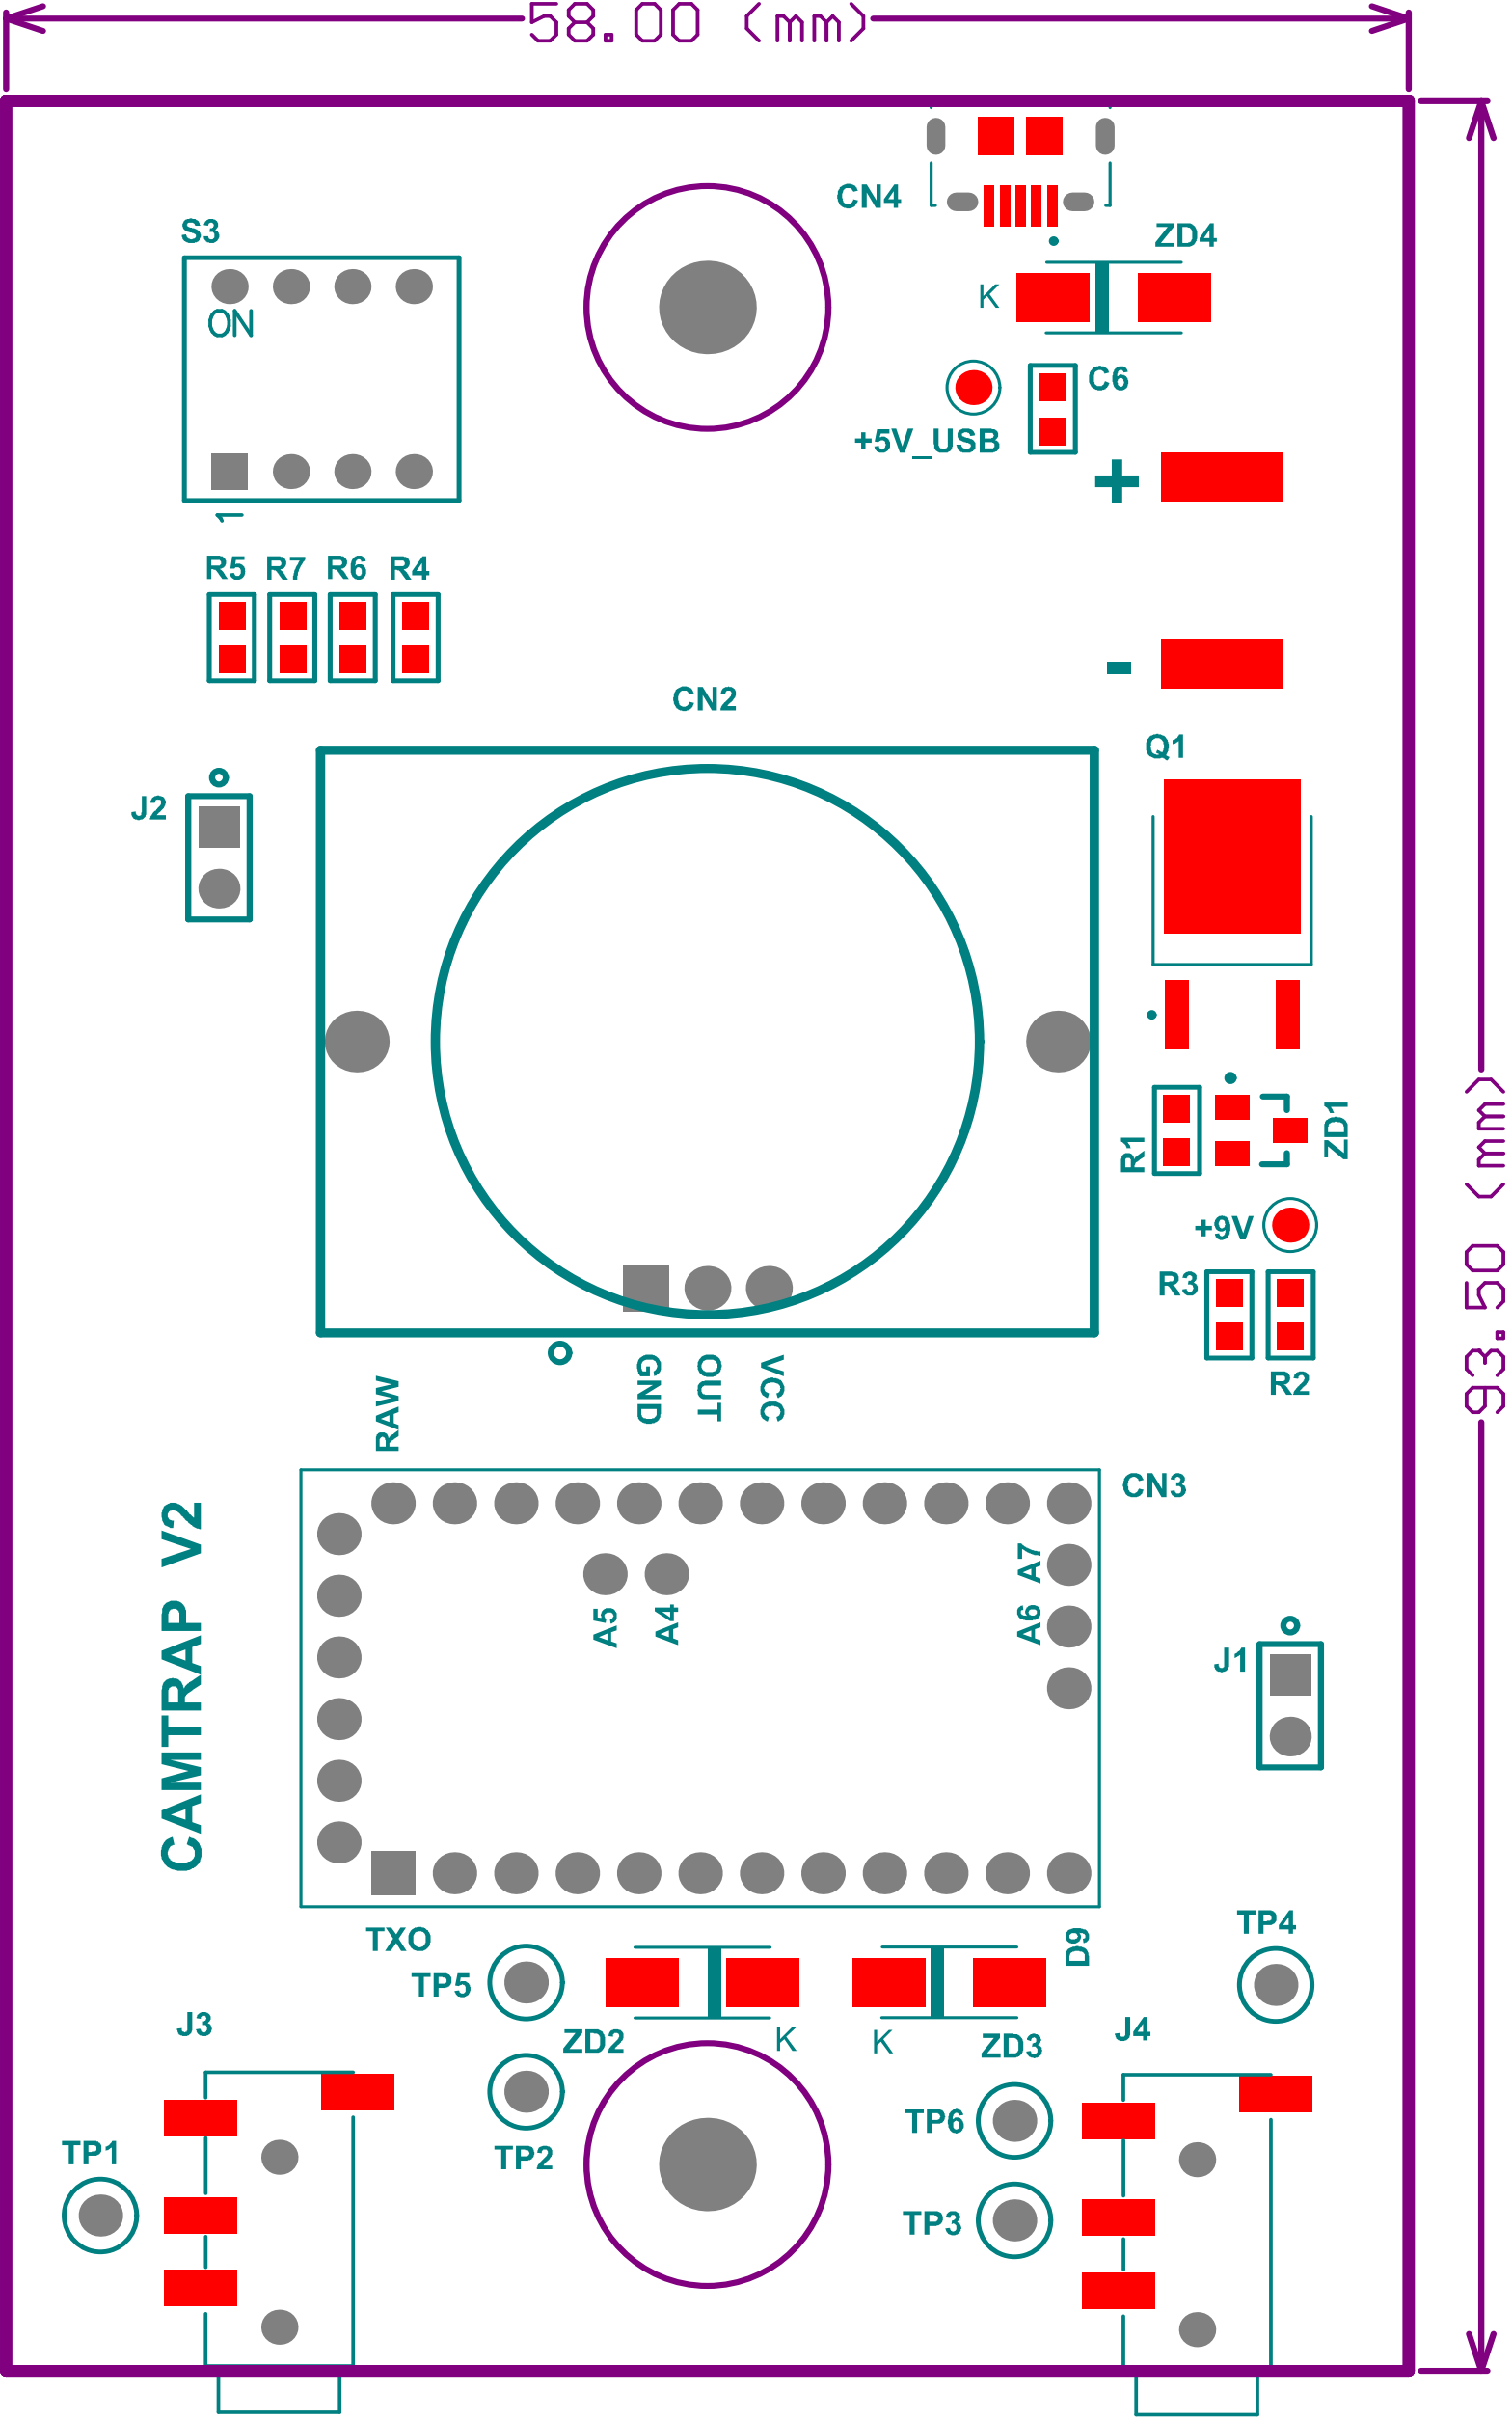 58.00 (mm)
CN4
S3
ZD4
ON
K
C6
+5V_USB
+
1
R5 R7 R6 R4
-
CN2
Q1
J2
R1
ZD1
+9V
R3
93.50 (mm)
GND
OUT
VCC
R2
RAW
CN3
CAMTRAP V2
A7
A5
A4
A6
J1
TXO
D9
TP4
TP5
J3
ZD2
K
K
ZD3
J4
TP6
TP1
TP2
TP3